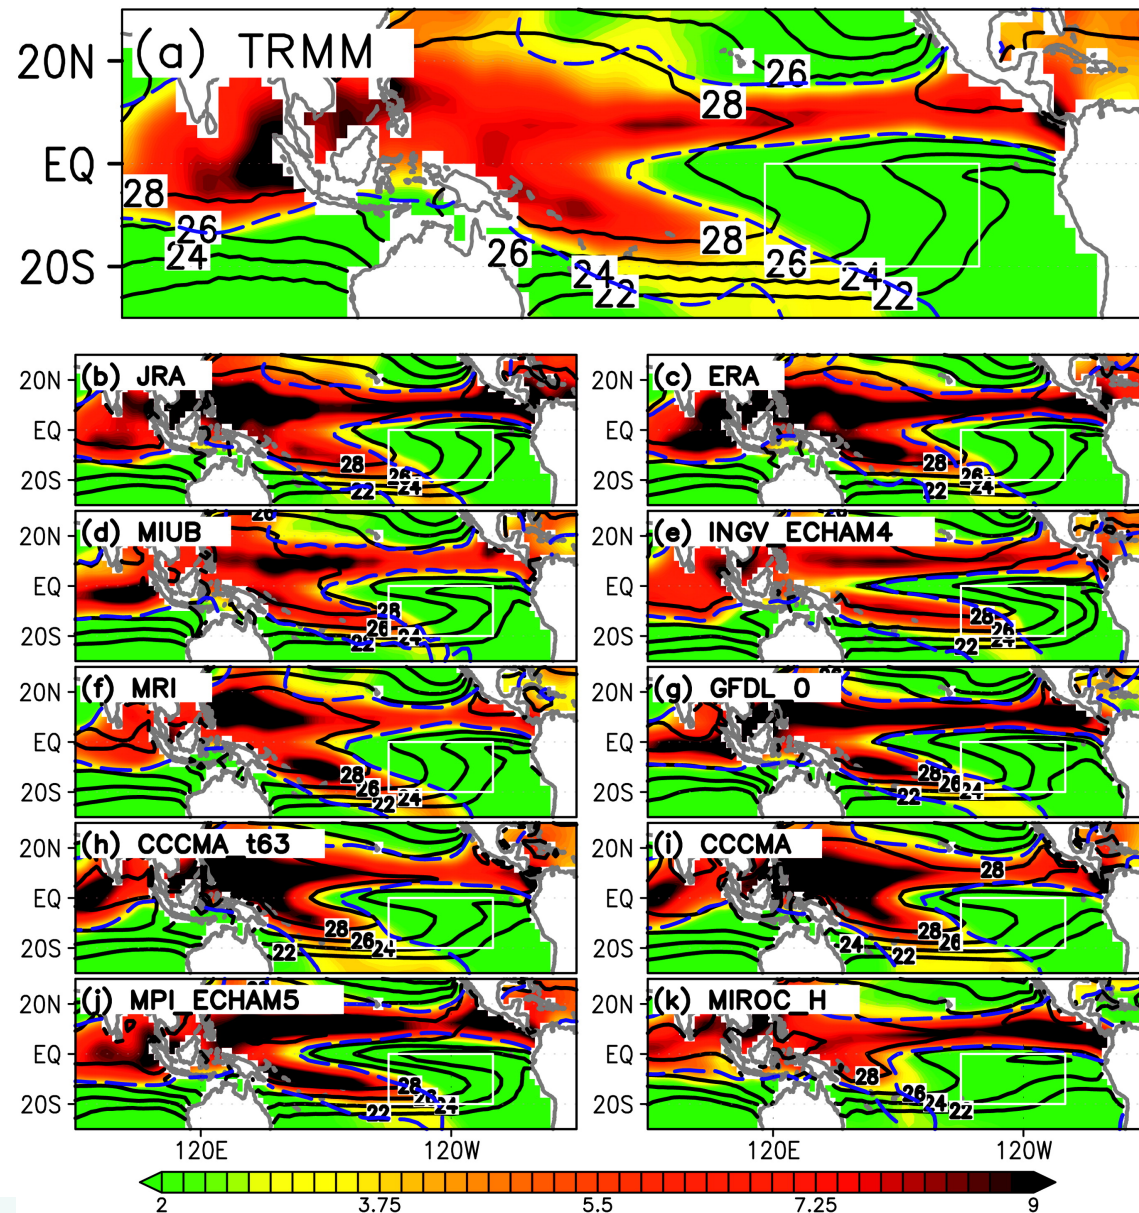 (a) TRMM
20N
EQ
20S
26
28
28
26
24
26
24
22
28
26
24
22
(b) JRA
20N
EQ
20S
28
26
24
22
(c) ERA
20N
EQ
20S
28
26
24
22
(d) MIUB
20N
EQ
20S
28
26
24
22
(e) INGV_ECHAM4
20N
EQ
20S
28
26
24
22
(f) MRI
20N
EQ
20S
28
26
24
22
(g) GFDL_0
20N
EQ
20S
28
26
24
22
(h) CCCMA_t63
20N
EQ
20S
28
26
24
22
(i) CCCMA
20N
EQ
20S
28
28
26
24
22
(j) MPI_ECHAM5
20N
EQ
20S
28
24
22
(k) MIROC_H
20N
EQ
20S
28
26
24
22
120E 120W 120E 120W
2 3.75 5.5 7.25 9